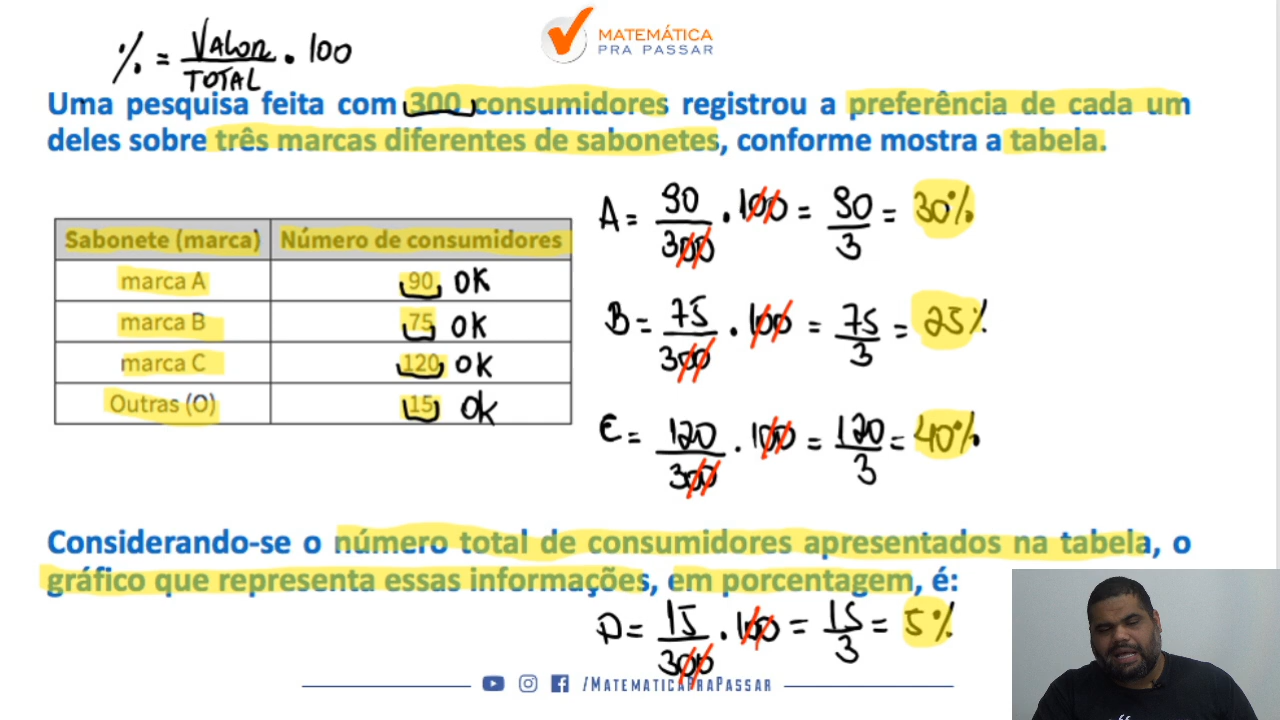 % = VALOR/TOTAL . 100
MATEMÁTICA
PRA PASSAR
Uma pesquisa feita com 300 consumidores registrou a preferência de cada um
deles sobre três marcas diferentes de sabonetes, conforme mostra a tabela.
Sabonete (marca) Número de consumidores
marca A 90 OK
marca B 75 OK
marca C 120 OK
Outras (O) 15 OK
A = 90/300 . 100 = 90/3 = 30%
B = 75/300 . 100 = 75/3 = 25%
C = 120/300 . 100 = 120/3 = 40%
Considerando-se o número total de consumidores apresentados na tabela, o
gráfico que representa essas informações, em porcentagem, é:
D = 15/300 . 100 = 15/3 = 5%
/MATEMATICAPRAPASSAR